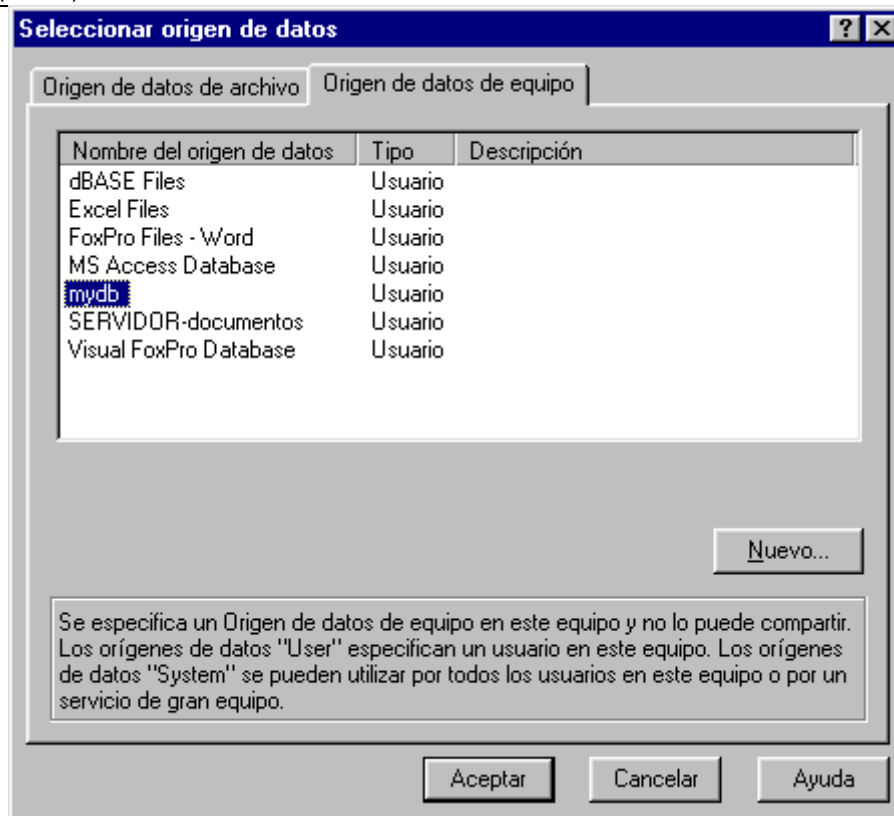 Seleccionar origen de datos
Origen de datos de archivo Origen de datos de equipo
Nombre del origen de datos Tipo Descripción
dBASE Files Usuario
Excel Files Usuario
FoxPro Files - Word Usuario
MS Access Database Usuario
mydb Usuario
SERVIDOR-documentos Usuario
Visual FoxPro Database Usuario
Nuevo...
Se especifica un Origen de datos de equipo en este equipo y no lo puede compartir.
Los orígenes de datos "User" especifican un usuario en este equipo. Los orígenes
de datos "System" se pueden utilizar por todos los usuarios en este equipo o por un
servicio de gran equipo.
Aceptar Cancelar Ayuda